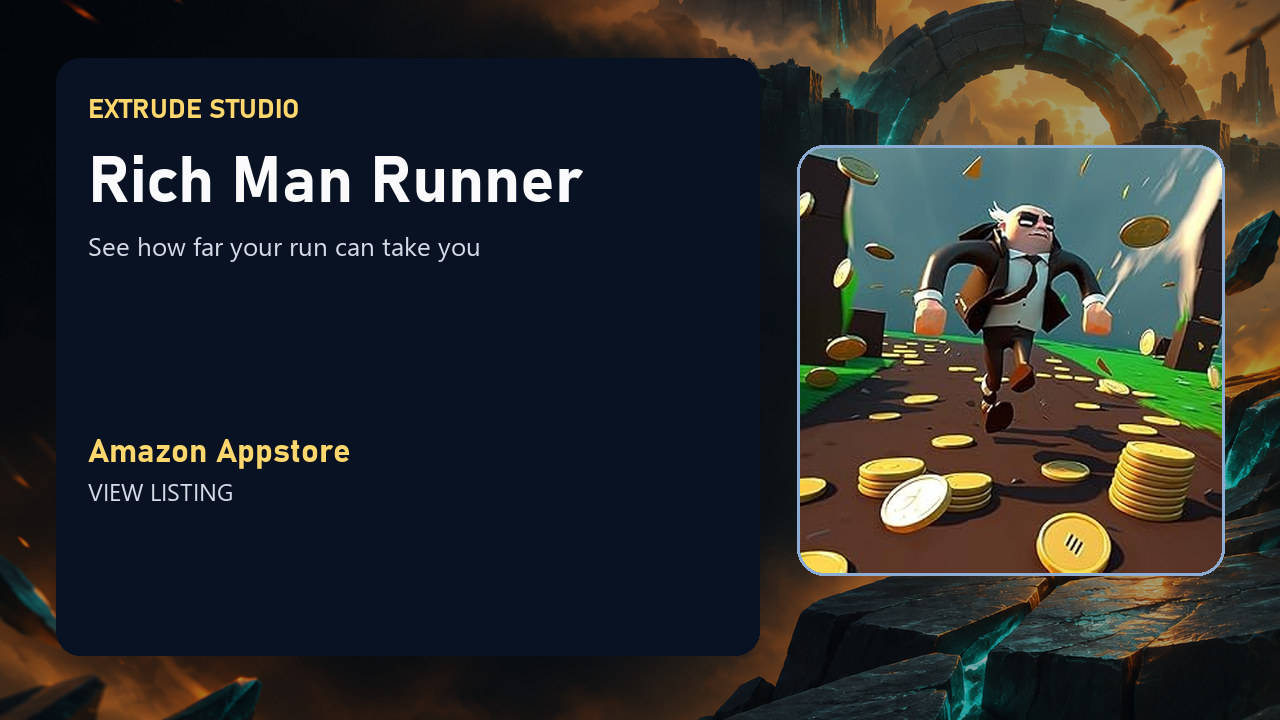 EXTRUDE STUDIO
Rich Man Runner
See how far your run can take you
Amazon Appstore
VIEW LISTING